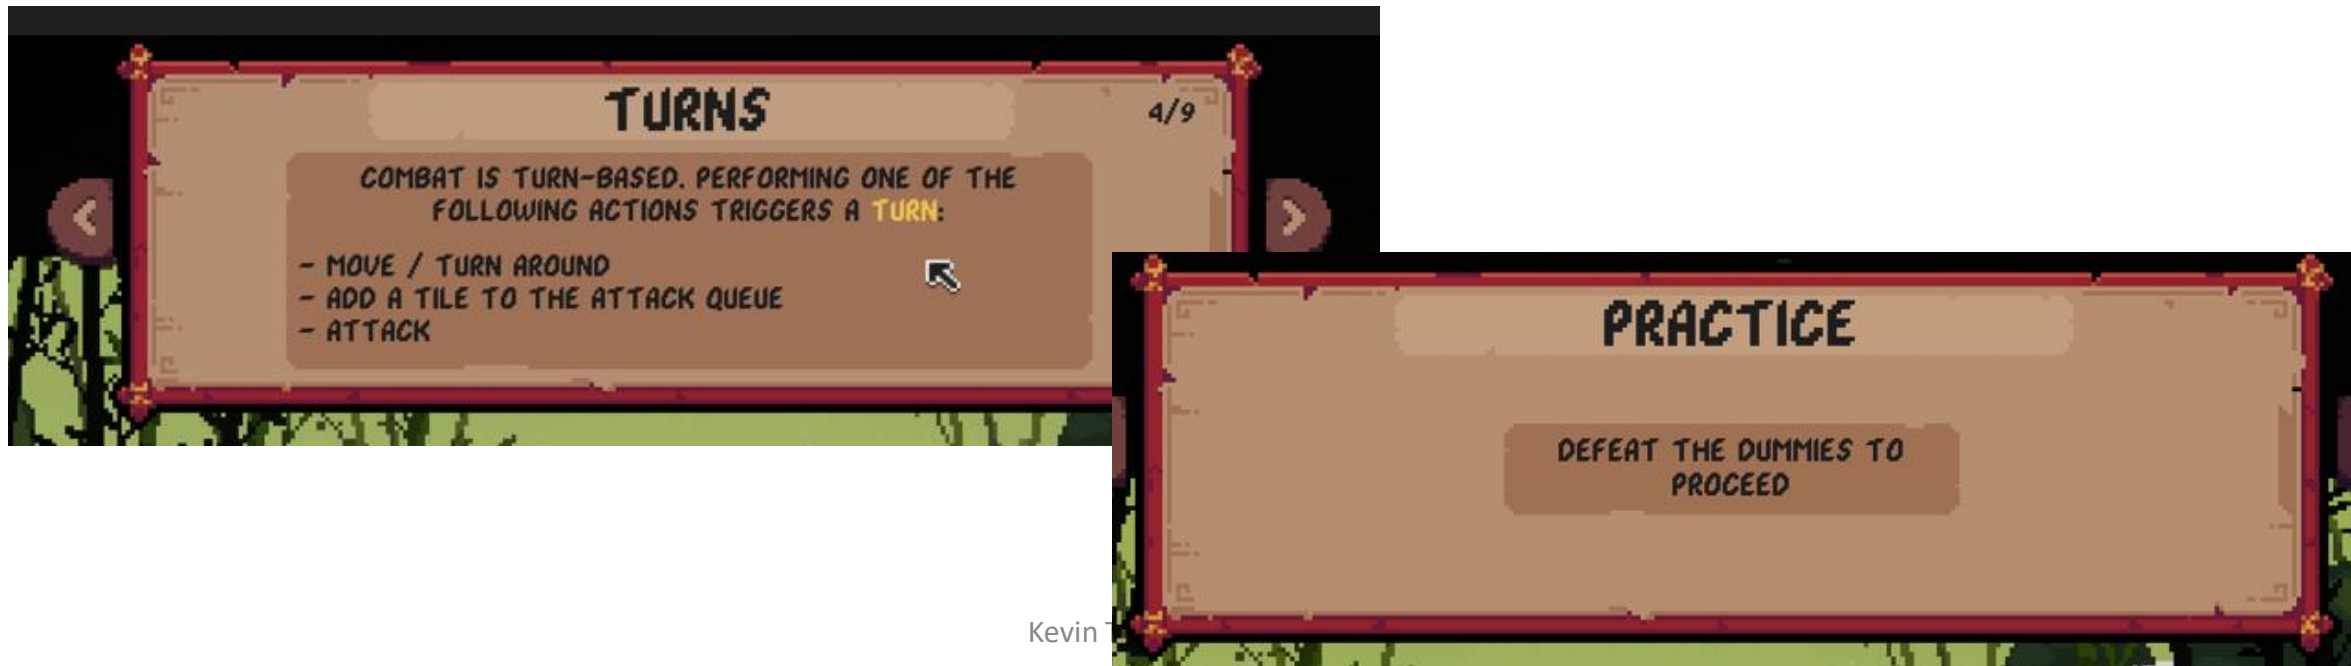 TURNS
4/9
COMBAT IS TURN-BASED. PERFORMING ONE OF THE
FOLLOWING ACTIONS TRIGGERS A TURN:
- MOVE / TURN AROUND
- ADD A TILE TO THE ATTACK QUEUE
- ATTACK
PRACTICE
DEFEAT THE DUMMIES TO
PROCEED
Kevin